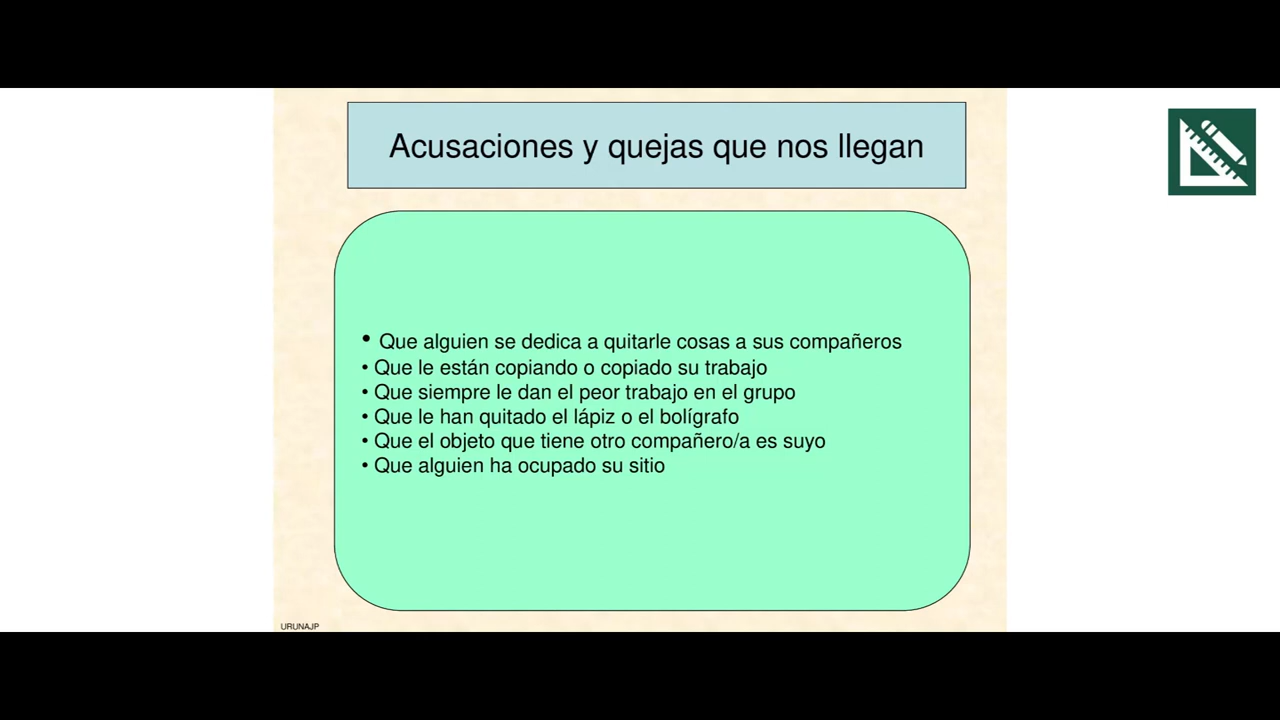 Acusaciones y quejas que nos llegan
• Que alguien se dedica a quitarle cosas a sus compañeros
• Que le están copiando o copiado su trabajo
• Que siempre le dan el peor trabajo en el grupo
• Que le han quitado el lápiz o el bolígrafo
• Que el objeto que tiene otro compañero/a es suyo
• Que alguien ha ocupado su sitio
URUNAJP